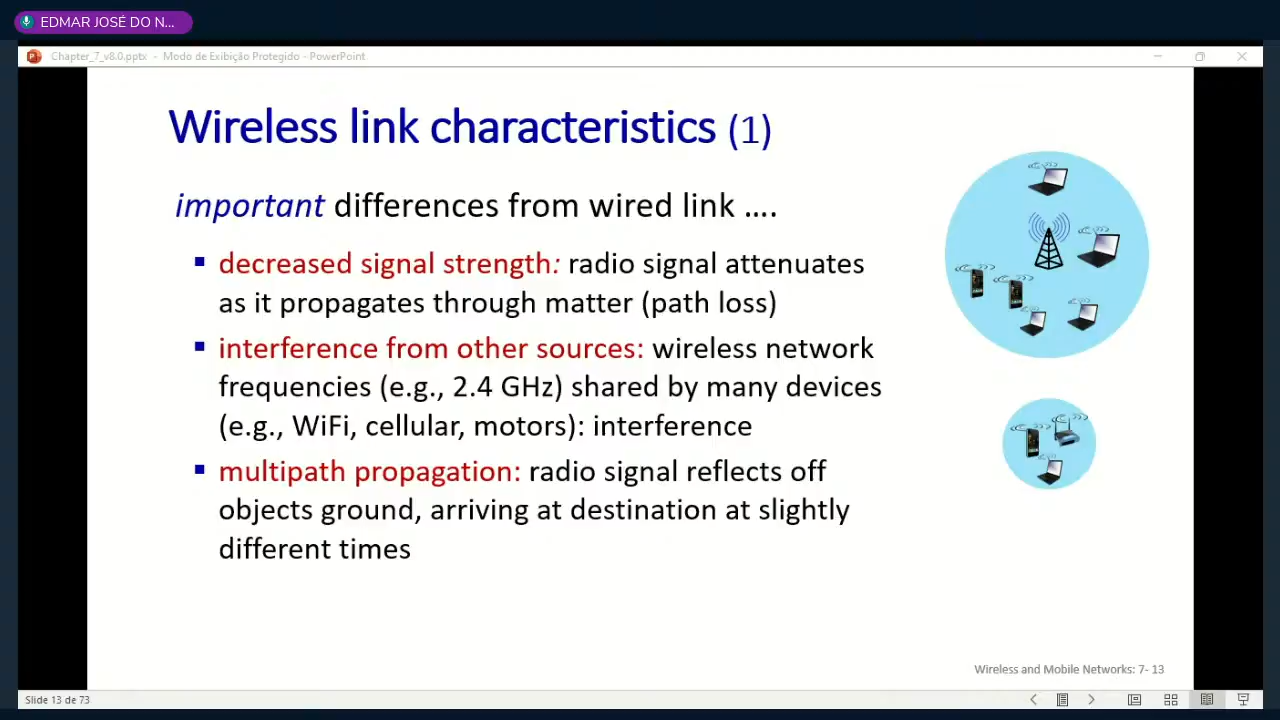 EDMAR JOSÉ DO N...
Chapter_7_v8.0.pptx - Modo de Exibição Protegido - PowerPoint
Wireless link characteristics (1)
important differences from wired link ....
decreased signal strength: radio signal attenuates
as it propagates through matter (path loss)
interference from other sources: wireless network
frequencies (e.g., 2.4 GHz) shared by many devices
(e.g., WiFi, cellular, motors): interference
multipath propagation: radio signal reflects off
objects ground, arriving at destination at slightly
different times
Wireless and Mobile Networks: 7- 13
Slide 13 de 73